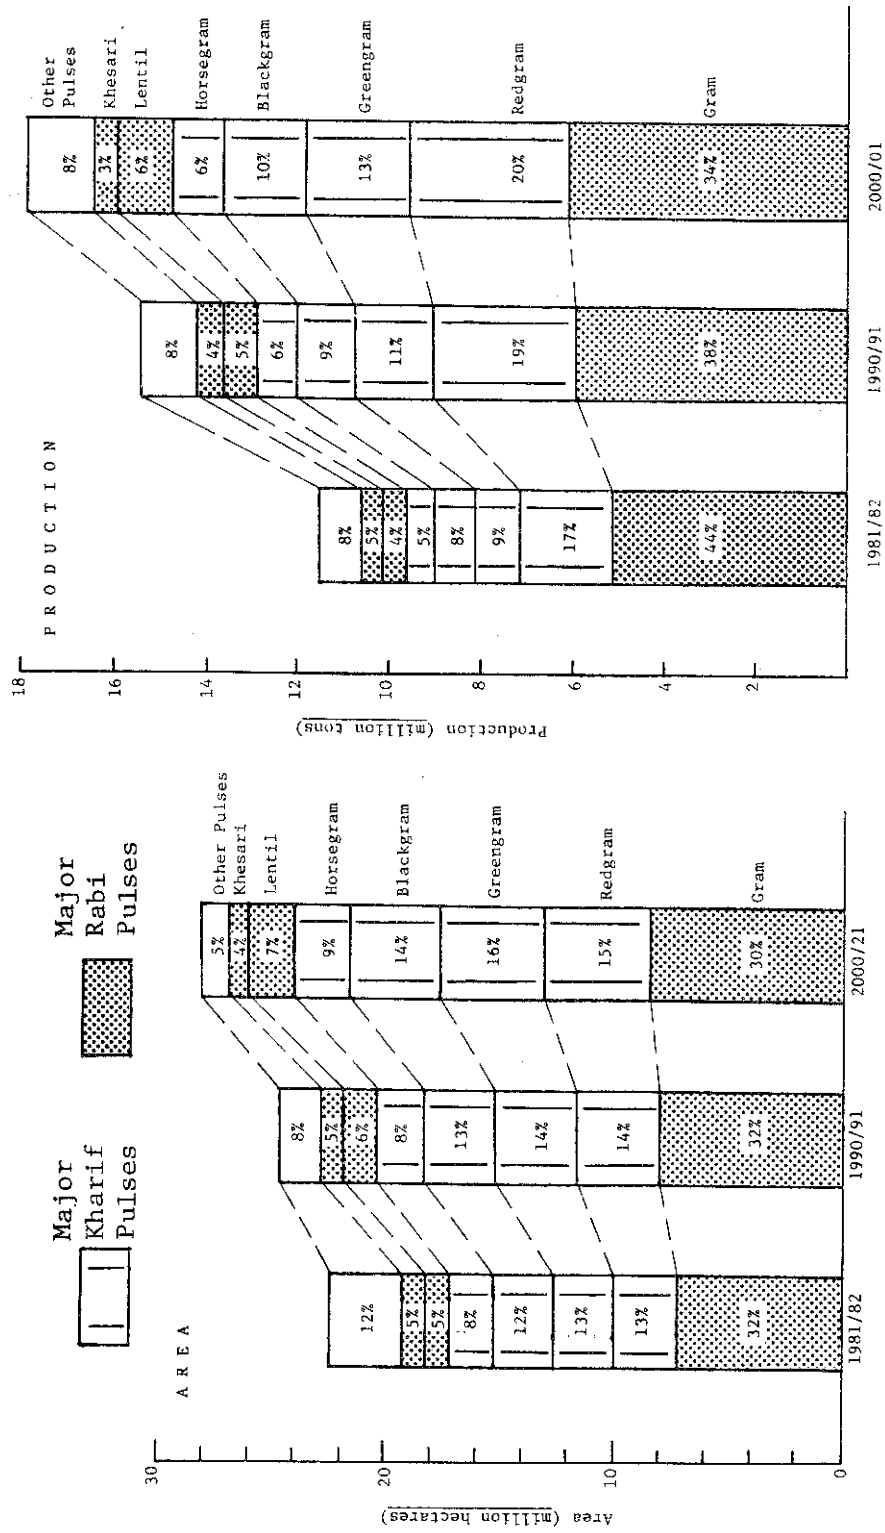 Major
Kharif
Pulses
Major
Rabi
Pulses
AREA
30
20
10
0
Area (million hectares)
12%
5%
5%
8%
12%
13%
13%
32%
1981/82
8%
5%
6%
8%
13%
14%
14%
32%
1990/91
5%
4%
7%
9%
14%
16%
15%
30%
2000/21
Other Pulses
Khesari
Lentil
Horsegram
Blackgram
Greengram
Redgram
Gram
PRODUCTION
18
16
14
12
10
8
6
4
2
Production (million tons)
8%
5%
4%
5%
8%
9%
17%
44%
1981/82
8%
4%
5%
6%
9%
11%
19%
38%
1990/91
8%
3%
6%
6%
10%
13%
20%
34%
2000/01
Other
Pulses
Khesari
Lentil
Horsegram
Blackgram
Greengram
Redgram
Gram